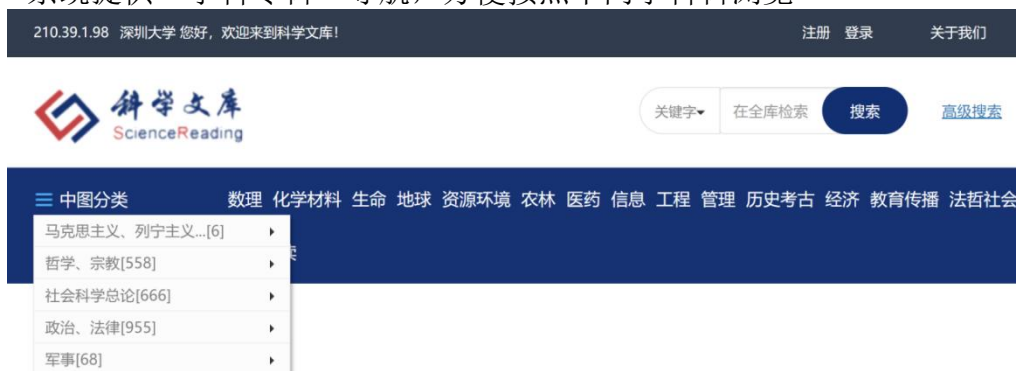 210.39.1.98 深圳大学 您好，欢迎来到科学文库! 注册 登录 关于我们
科学文库
ScienceReading
关键字 在全库检索 搜索 高级搜索
中图分类 数理 化学材料 生命 地球 资源环境 农林 医药 信息 工程 管理 历史考古 经济 教育传播 法哲社会
马克思主义、列宁主义...[6]
哲学、宗教[558]
社会科学总论[666]
政治、法律[955]
军事[68]